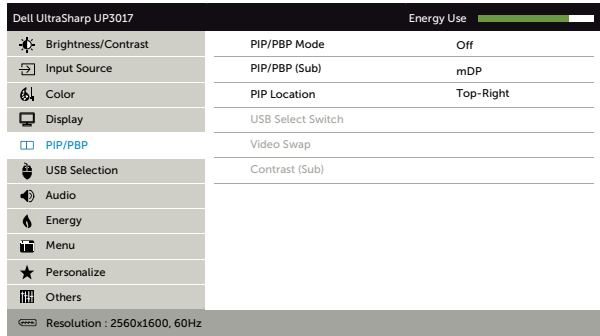 Dell UltraSharp UP3017 Energy Use
Brightness/Contrast PIP/PBP Mode Off
Input Source PIP/PBP (Sub) mDP
Color PIP Location Top-Right
Display USB Select Switch
PIP/PBP Video Swap
USB Selection Contrast (Sub)
Audio
Energy
Menu
Personalize
Others
Resolution : 2560x1600, 60Hz